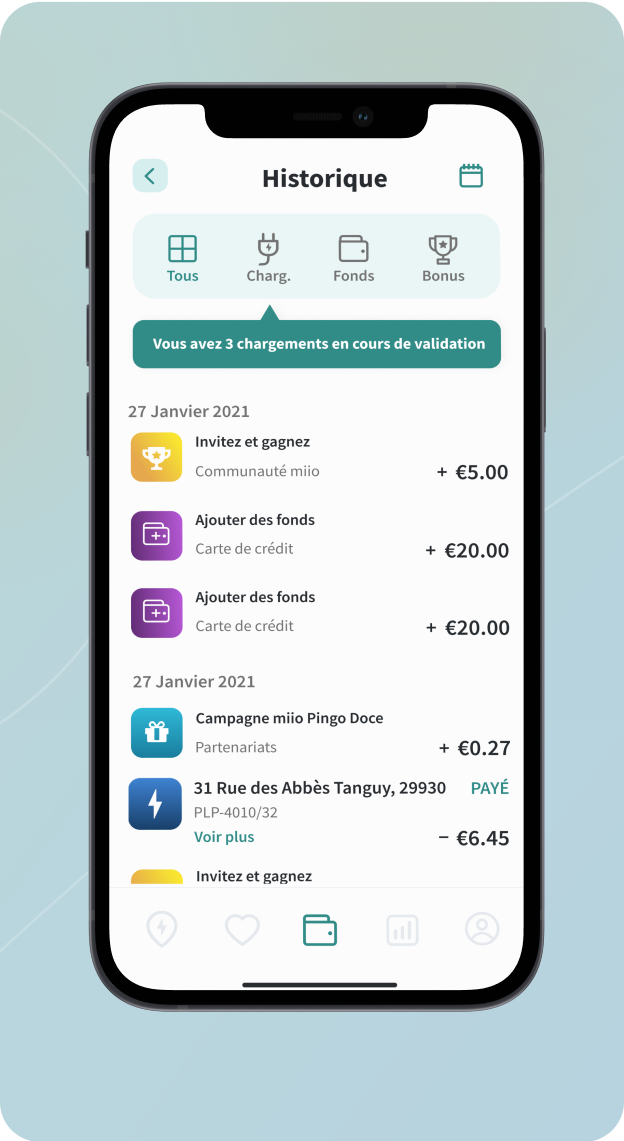 Historique
Tous Charg. Fonds Bonus
Vous avez 3 chargements en cours de validation
27 Janvier 2021
Invitez et gagnez
Communauté miio + €5.00
Ajouter des fonds
Carte de crédit + €20.00
Ajouter des fonds
Carte de crédit + €20.00
27 Janvier 2021
Campagne miio Pingo Doce
Partenariats + €0.27
31 Rue des Abbès Tanguy, 29930 PAYÉ
PLP-4010/32
Voir plus − €6.45
Invitez et gagnez